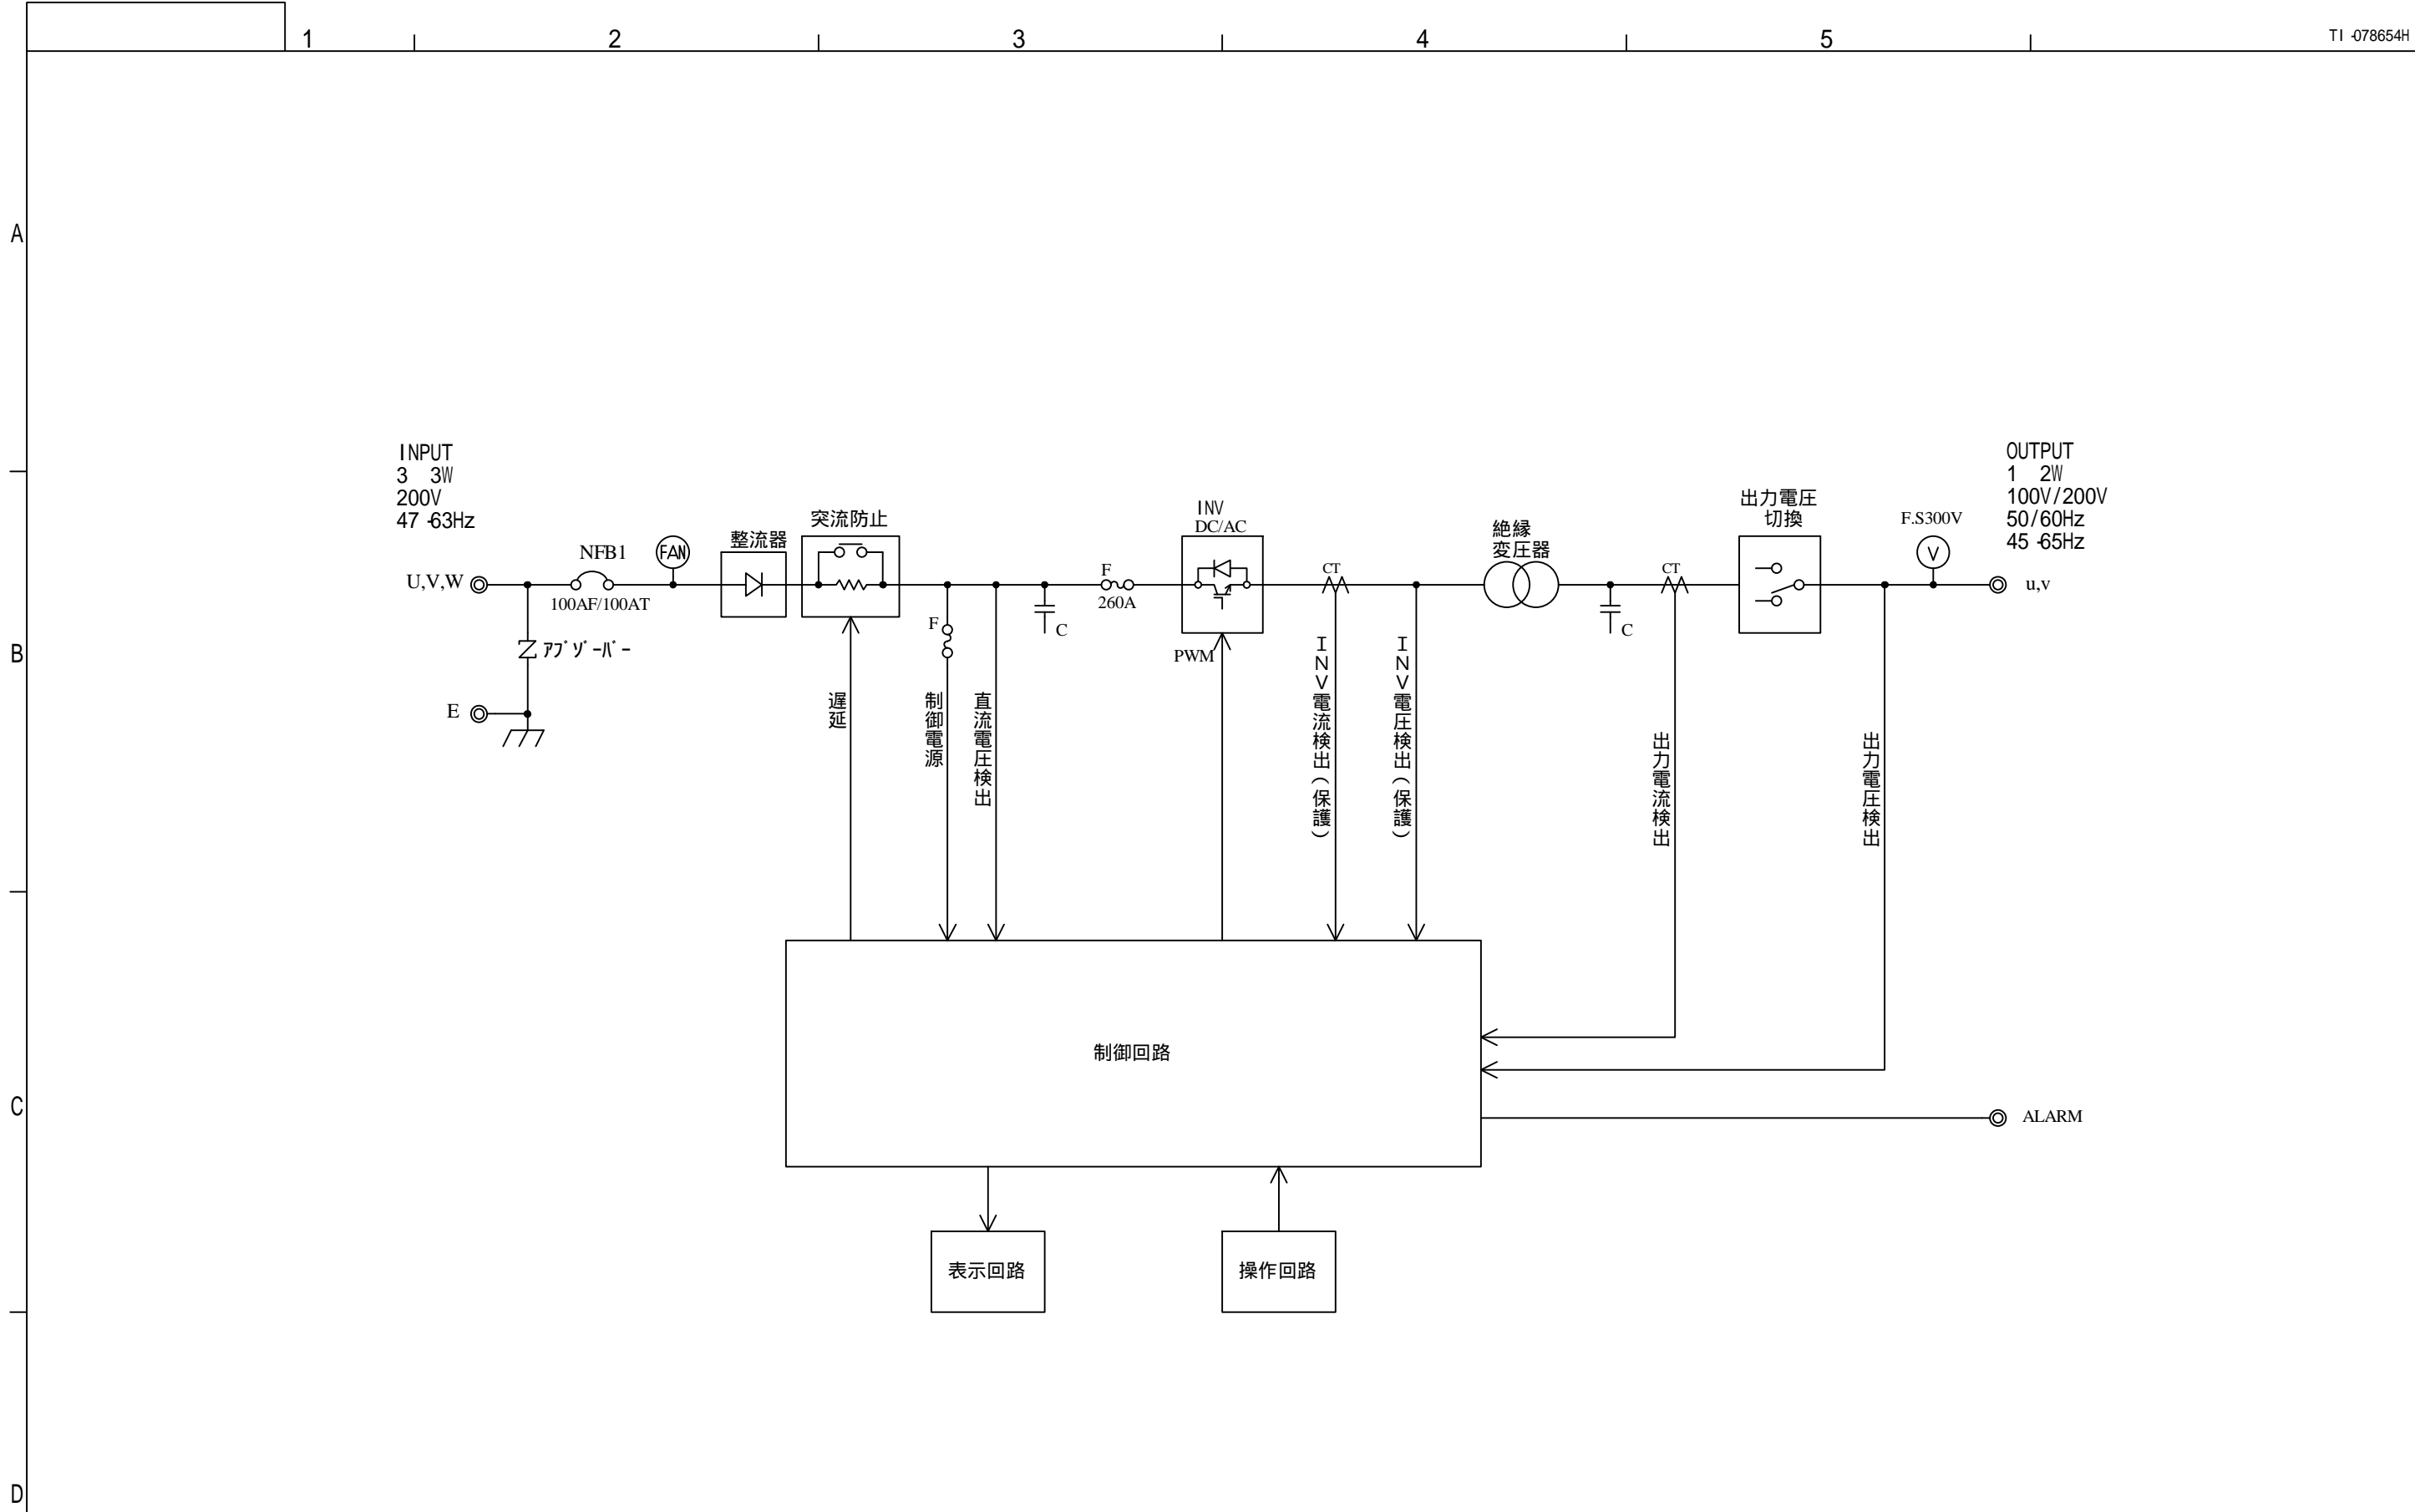 1
2
3
4
5
TI-078654H
A
B
C
D
INPUT
3 3W
200V
47-63Hz
U,V,W
NFB1
100AF/100AT
FAN
アブゾーバー
E
整流器
突流防止
遅延
F
制御電源
直流電圧検出
C
F
260A
INV
DC/AC
PWM
CT
INV電流検出(保護)
INV電圧検出(保護)
絶縁
変圧器
C
CT
出力電流検出
出力電圧
切換
出力電圧検出
F.S300V
V
OUTPUT
1 2W
100V/200V
50/60Hz
45-65Hz
u,v
制御回路
ALARM
表示回路
操作回路